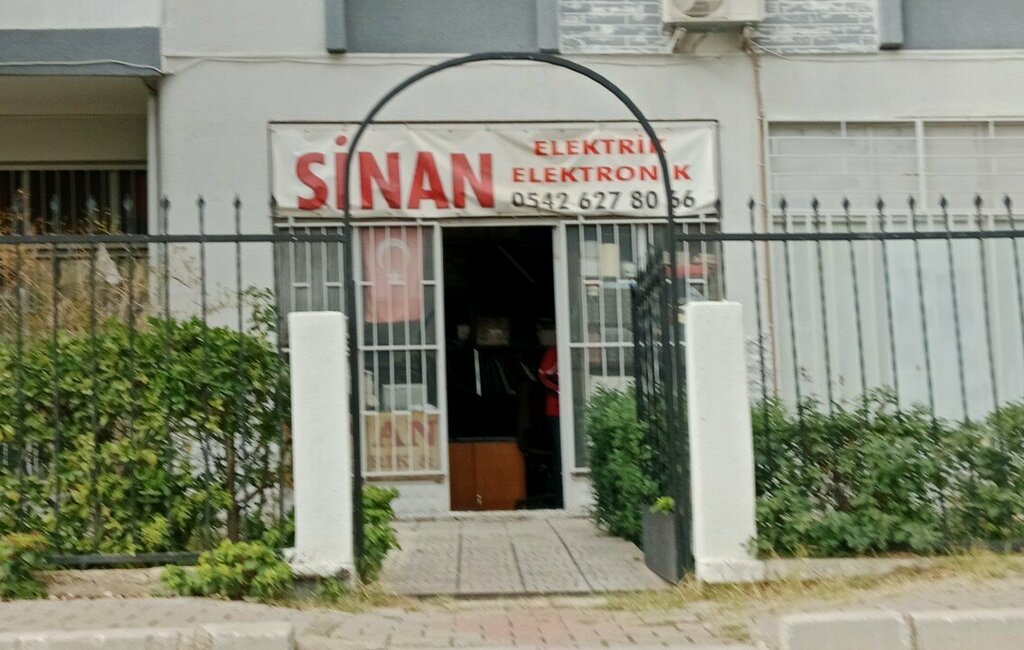 SİNAN
ELEKTRİK
ELEKTRONİK
0542 627 80 66